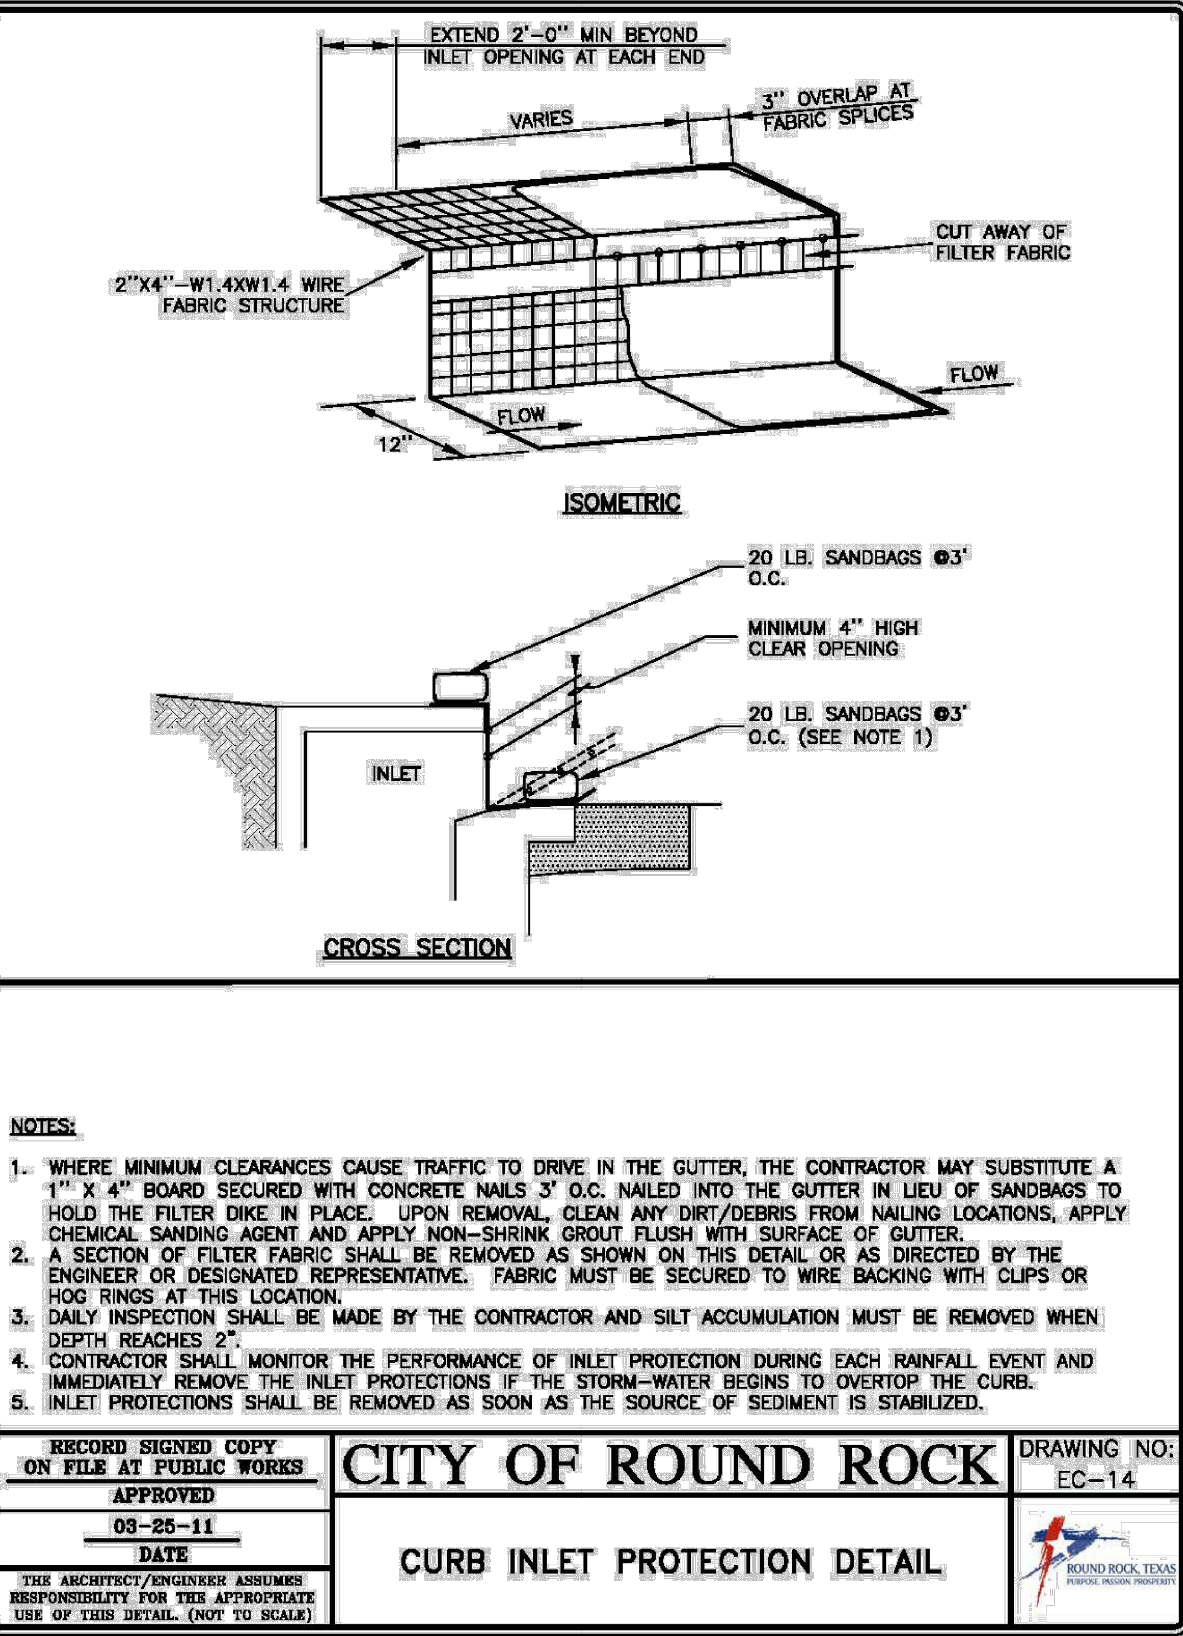 EXTEND 2'-0" MIN BEYOND
INLET OPENING AT EACH END
VARIES
3" OVERLAP AT
FABRIC SPLICES
CUT AWAY OF
FILTER FABRIC
2"X4"-W1.4XW1.4 WIRE
FABRIC STRUCTURE
FLOW
FLOW
12"
ISOMETRIC
20 LB. SANDBAGS @3'
O.C.
MINIMUM 4" HIGH
CLEAR OPENING
20 LB. SANDBAGS @3'
O.C. (SEE NOTE 1)
INLET
CROSS SECTION
NOTES:
1. WHERE MINIMUM CLEARANCES CAUSE TRAFFIC TO DRIVE IN THE GUTTER, THE CONTRACTOR MAY SUBSTITUTE A
1" X 4" BOARD SECURED WITH CONCRETE NAILS 3' O.C. NAILED INTO THE GUTTER IN LIEU OF SANDBAGS TO
HOLD THE FILTER DIKE IN PLACE. UPON REMOVAL, CLEAN ANY DIRT/DEBRIS FROM NAILING LOCATIONS, APPLY
CHEMICAL SANDING AGENT AND APPLY NON-SHRINK GROUT FLUSH WITH SURFACE OF GUTTER.
2. A SECTION OF FILTER FABRIC SHALL BE REMOVED AS SHOWN ON THIS DETAIL OR AS DIRECTED BY THE
ENGINEER OR DESIGNATED REPRESENTATIVE. FABRIC MUST BE SECURED TO WIRE BACKING WITH CLIPS OR
HOG RINGS AT THIS LOCATION.
3. DAILY INSPECTION SHALL BE MADE BY THE CONTRACTOR AND SILT ACCUMULATION MUST BE REMOVED WHEN
DEPTH REACHES 2".
4. CONTRACTOR SHALL MONITOR THE PERFORMANCE OF INLET PROTECTION DURING EACH RAINFALL EVENT AND
IMMEDIATELY REMOVE THE INLET PROTECTIONS IF THE STORM-WATER BEGINS TO OVERTOP THE CURB.
5. INLET PROTECTIONS SHALL BE REMOVED AS SOON AS THE SOURCE OF SEDIMENT IS STABILIZED.
RECORD SIGNED COPY
ON FILE AT PUBLIC WORKS
APPROVED
03-25-11
DATE
THE ARCHITECT/ENGINEER ASSUMES
RESPONSIBILITY FOR THE APPROPRIATE
USE OF THIS DETAIL. (NOT TO SCALE)
CITY OF ROUND ROCK
CURB INLET PROTECTION DETAIL
DRAWING NO:
EC-14
ROUND ROCK, TEXAS
PURPOSE. PASSION. PROSPERITY.